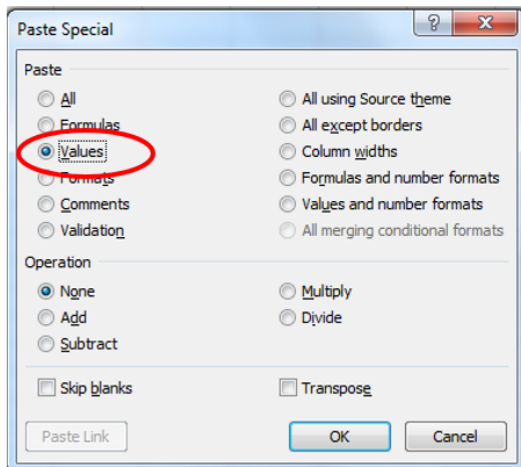 Paste Special
?
X
Paste
All
All using Source theme
Formulas
All except borders
Values
Column widths
Formats
Formulas and number formats
Comments
Values and number formats
Validation
All merging conditional formats
Operation
None
Multiply
Add
Divide
Subtract
Skip blanks
Transpose
Paste Link
OK
Cancel